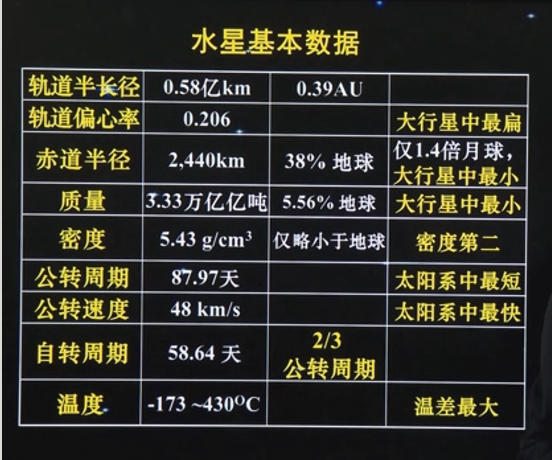 水星基本数据
轨道半长径 0.58亿km 0.39AU
轨道偏心率 0.206 大行星中最扁
赤道半径 2,440km 38% 地球 仅1.4倍月球，
大行星中最小
质量 3.33万亿亿吨 5.56% 地球 大行星中最小
密度 5.43 g/cm³ 仅略小于地球 密度第二
公转周期 87.97天 太阳系中最短
公转速度 48 km/s 太阳系中最快
自转周期 58.64 天 2/3
公转周期
温度 -173 ~430ᴼC 温差最大